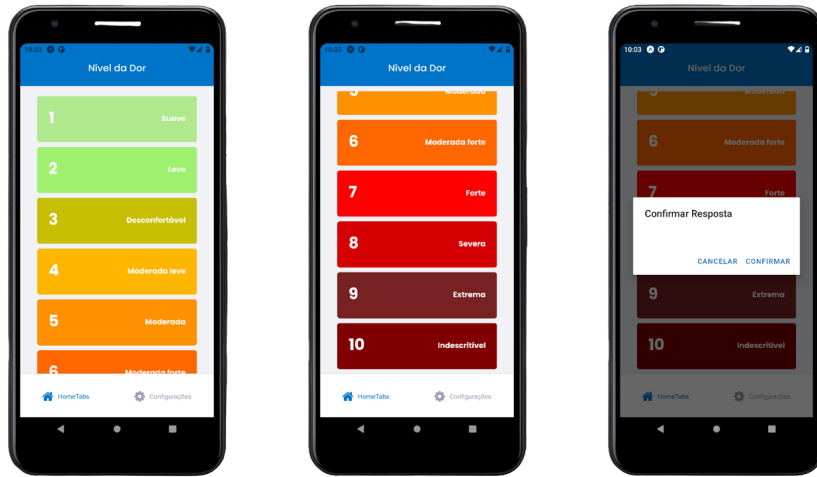 10:03
Nível da Dor
1 Suave
2 Leve
3 Desconfortável
4 Moderada leve
5 Moderada
6 Moderada forte
HomeTabs Configurações
10:03
Nível da Dor
5 Moderada
6 Moderada forte
7 Forte
8 Severa
9 Extrema
10 Indescritível
HomeTabs Configurações
10:03
Nível da Dor
5 Moderada
6 Moderada forte
7 Forte
Confirmar Resposta
CANCELAR CONFIRMAR
9 Extrema
10 Indescritível
HomeTabs Configurações